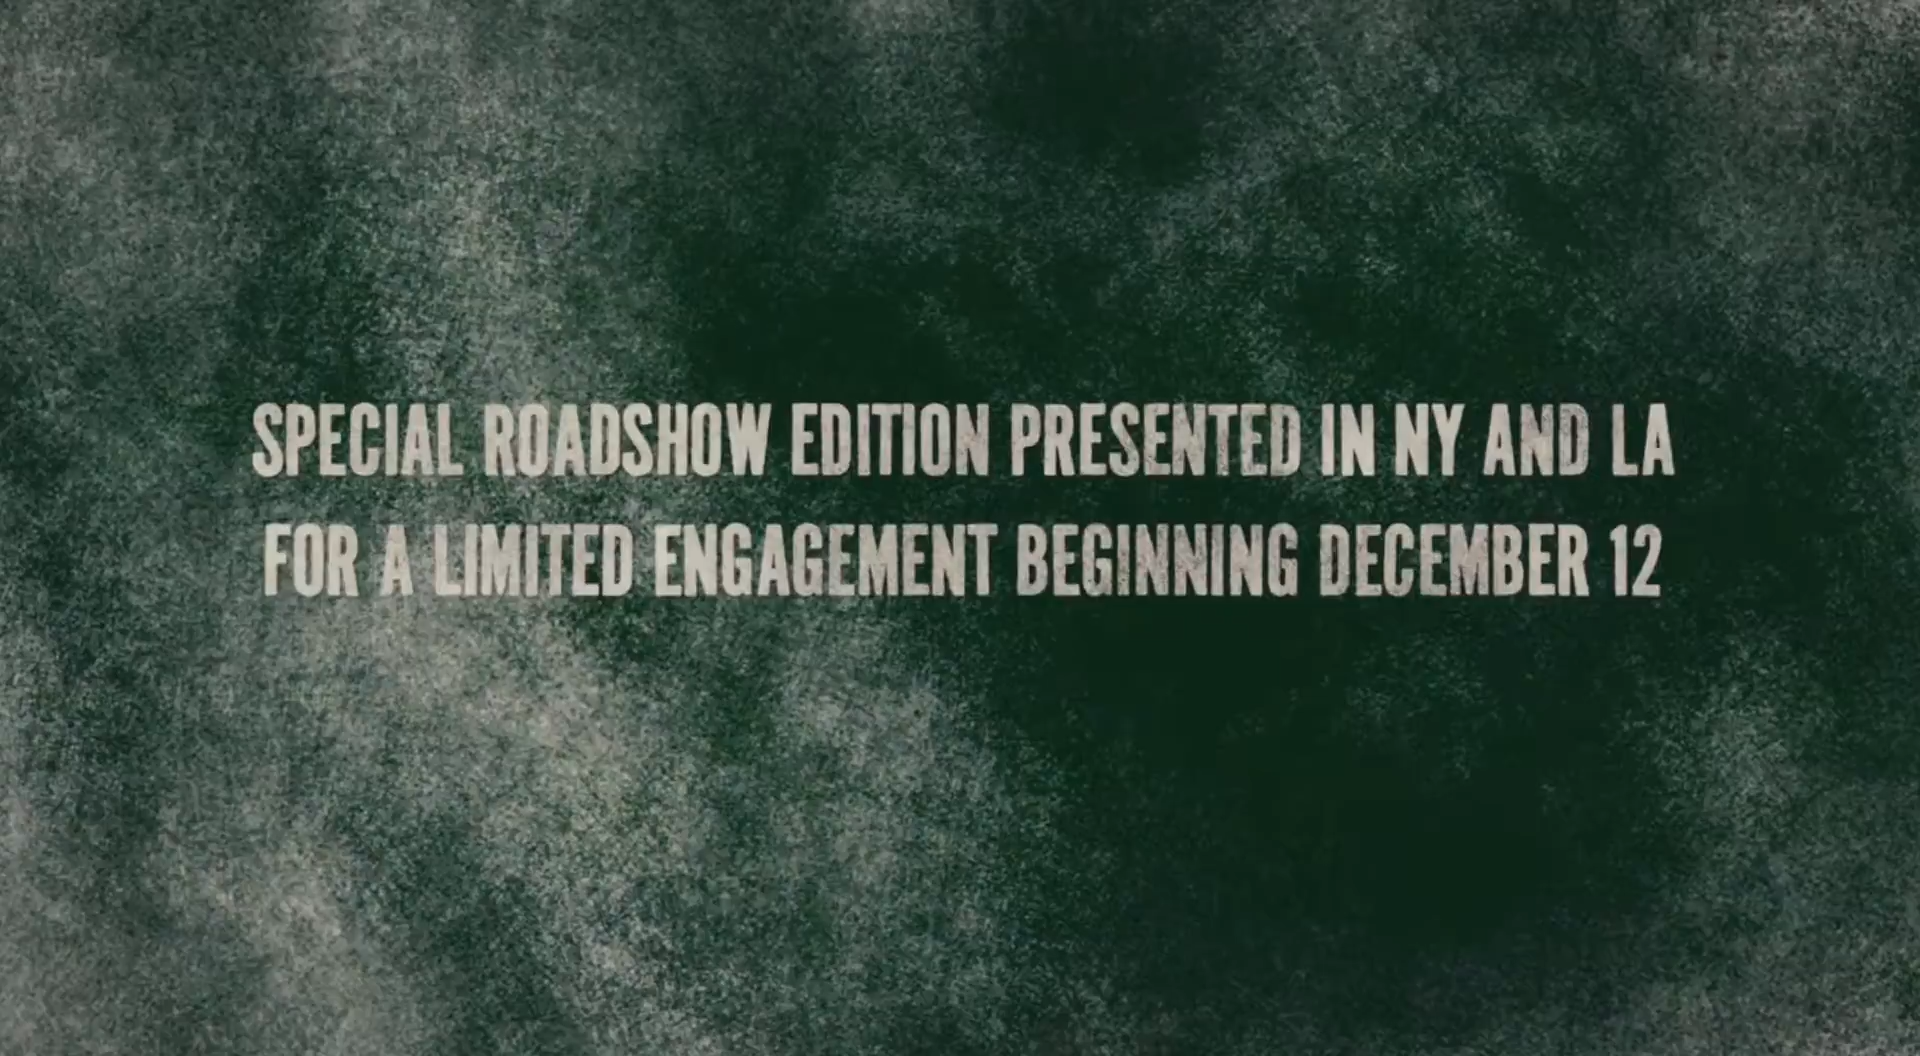 SPECIAL ROADSHOW EDITION PRESENTED IN NY AND LA
FOR A LIMITED ENGAGEMENT BEGINNING DECEMBER 12